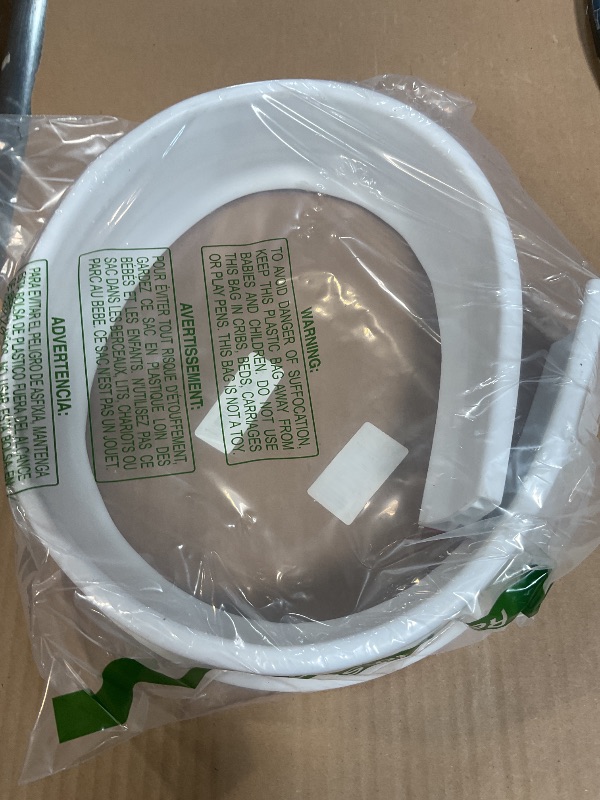 WARNING:
TO AVOID DANGER OF SUFFOCATION,
KEEP THIS PLASTIC BAG AWAY FROM
BABIES AND CHILDREN. DO NOT USE
THIS BAG IN CRIBS, BEDS, CARRIAGES
OR PLAY PENS. THIS BAG IS NOT A TOY.
AVERTISSEMENT:
POUR ÉVITER TOUT RISQUE D'ÉTOUFFEMENT,
GARDEZ CE SAC EN PLASTIQUE LOIN DES
BÉBÉS ET LES ENFANTS. N'UTILISEZ PAS CE
SAC DANS LES BERCEAUX, LITS, CHARIOTS OU
PARC AU BÉBÉ. CE SAC N'EST PAS UN JOUET.
ADVERTENCIA:
PARA EVITAR EL PELIGRO DE ASFIXIA, MANTENGA
BOLSA DE PLASTICO FUERA DEL ALCANCE